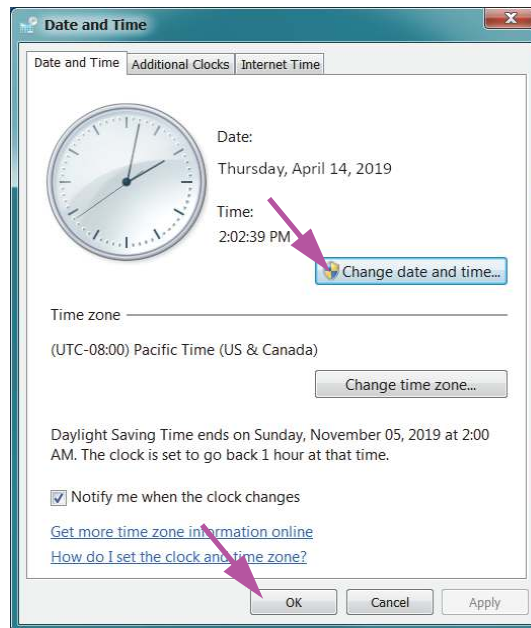 Date and Time
Date and Time Additional Clocks Internet Time
Date:
Thursday, April 14, 2019
Time:
2:02:39 PM
Change date and time...
Time zone
(UTC-08:00) Pacific Time (US & Canada)
Change time zone...
Daylight Saving Time ends on Sunday, November 05, 2019 at 2:00
AM. The clock is set to go back 1 hour at that time.
Notify me when the clock changes
Get more time zone information online
How do I set the clock and time zone?
OK Cancel Apply